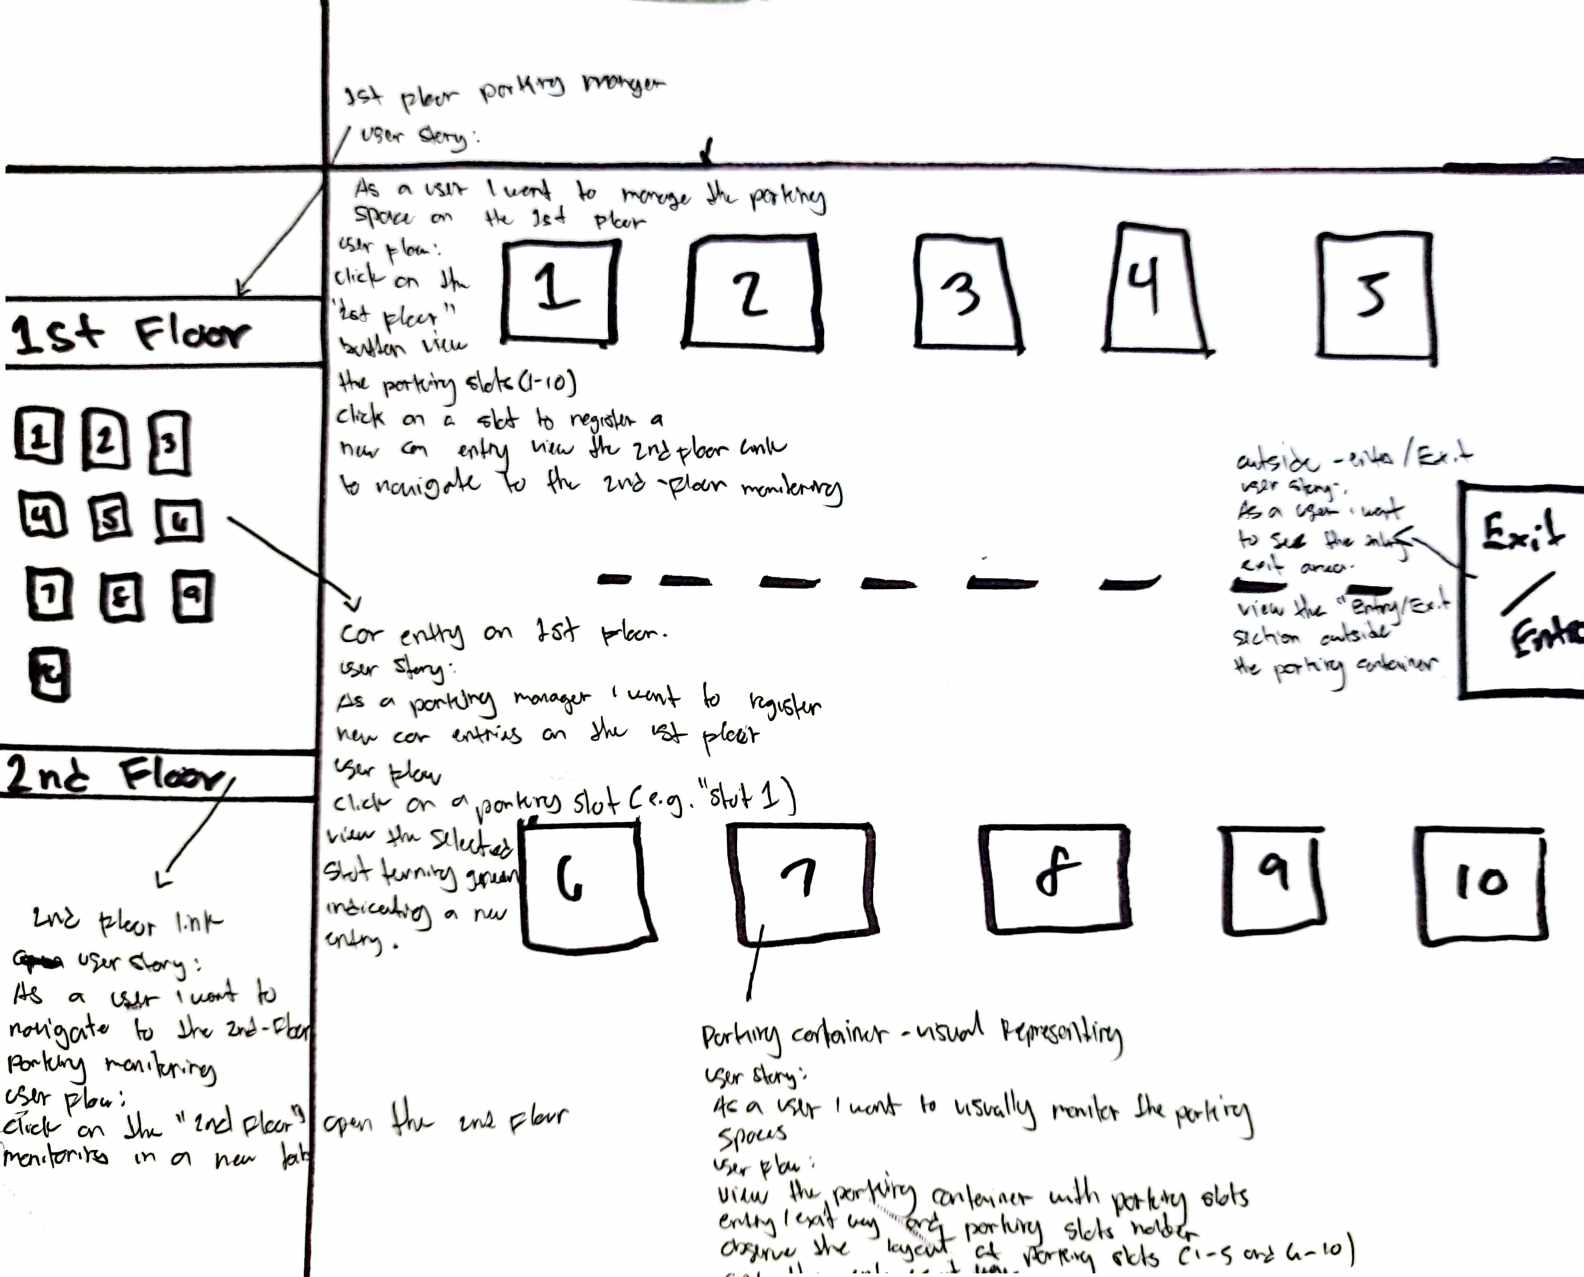 1st floor parking manager
user story:
As a user I want to manage the parking
space on the 1st floor
user flow:
click on the
"1st floor"
button view
the parking slots (1-10)
click on a slot to register a
new car entry view the 2nd floor link
to navigate to the 2nd-floor monitoring
1 2 3 4 5
1st Floor
1 2 3
4 5 6
7 8 9
10
2nd Floor
2nd floor link
user story:
As a user I want to
navigate to the 2nd-Floor
parking monitoring
user flow:
click on the "2nd floor" open the 2nd Floor
in a new tab
car entry on 1st floor.
user story:
As a parking manager I want to register
new car entries on the 1st floor
user flow
click on a parking slot (e.g. "slot 1)
view the selected
slot turning green
indicating a new
entry.
outside - enter/Exit
user story:
As a user I want
to see the
exit area.
view the "Entry/Exit
section outside
the parking container
Exit
/
6 7 8 9 10
Parking container - visual Representing
user story:
As a user I want to visually monitor the parking
spaces
user flow:
view the parking container with parking slots
entry/exit way and parking slots holder
observe the layout of parking slots (1-5 and 6-10)